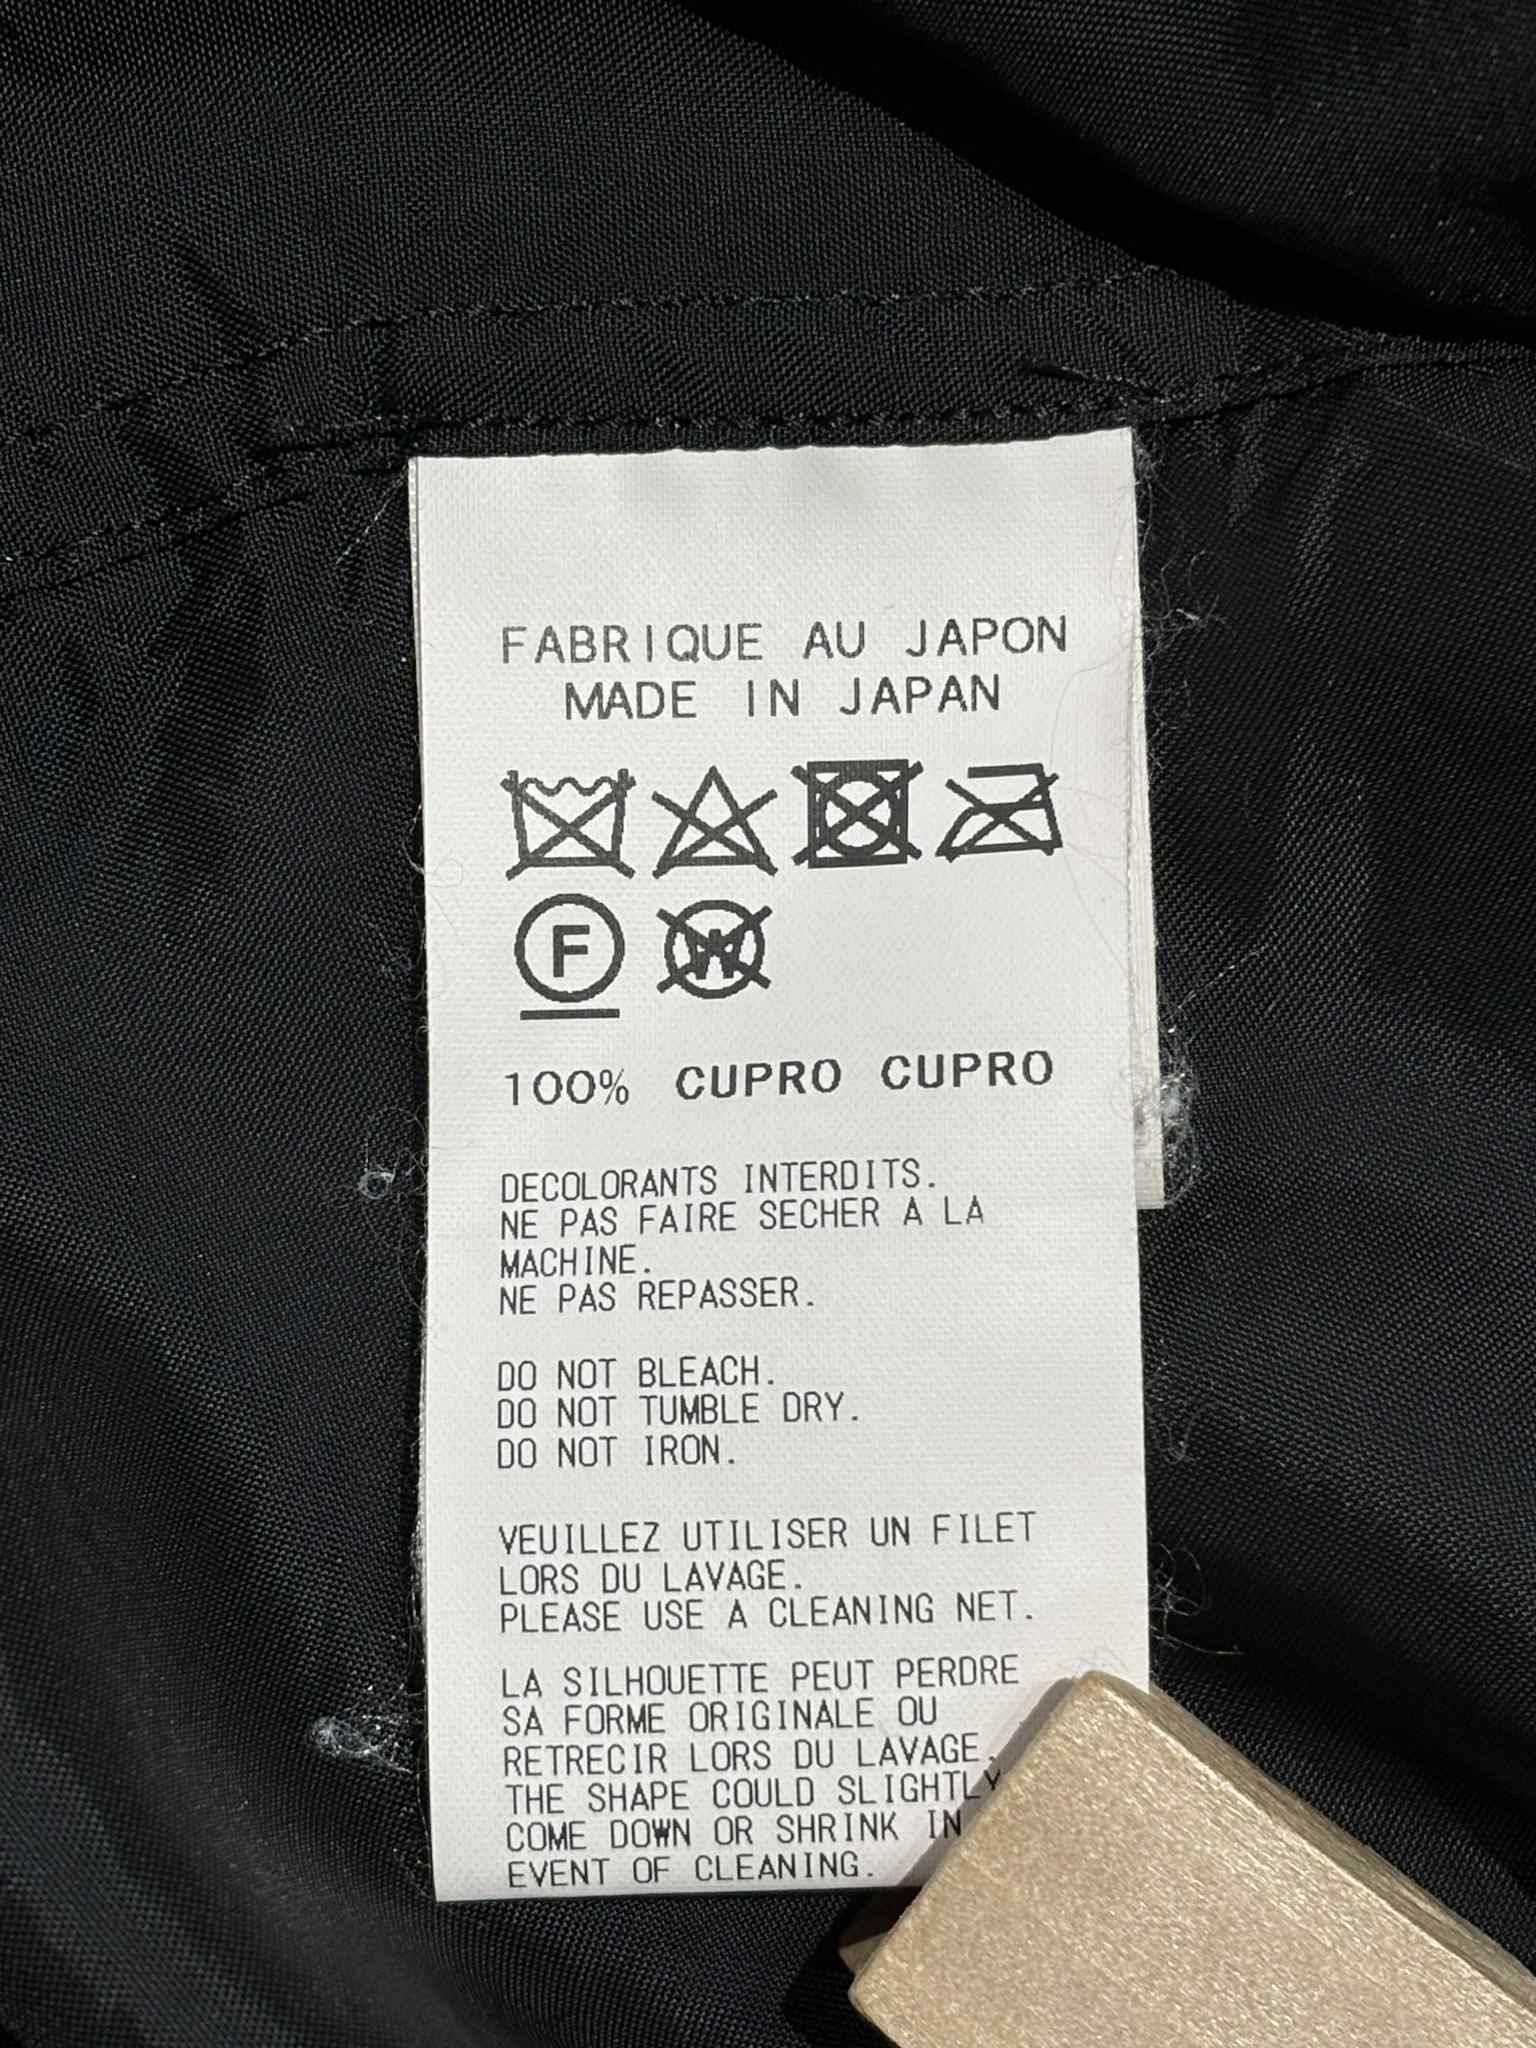 FABRIQUE AU JAPON
MADE IN JAPAN
F W
100% CUPRO CUPRO
DECOLORANTS INTERDITS.
NE PAS FAIRE SECHER A LA
MACHINE.
NE PAS REPASSER.
DO NOT BLEACH.
DO NOT TUMBLE DRY.
DO NOT IRON.
VEUILLEZ UTILISER UN FILET
LORS DU LAVAGE.
PLEASE USE A CLEANING NET.
LA SILHOUETTE PEUT PERDRE
SA FORME ORIGINALE OU
RETRECIR LORS DU LAVAGE.
THE SHAPE COULD SLIGHTLY
COME DOWN OR SHRINK IN
EVENT OF CLEANING.